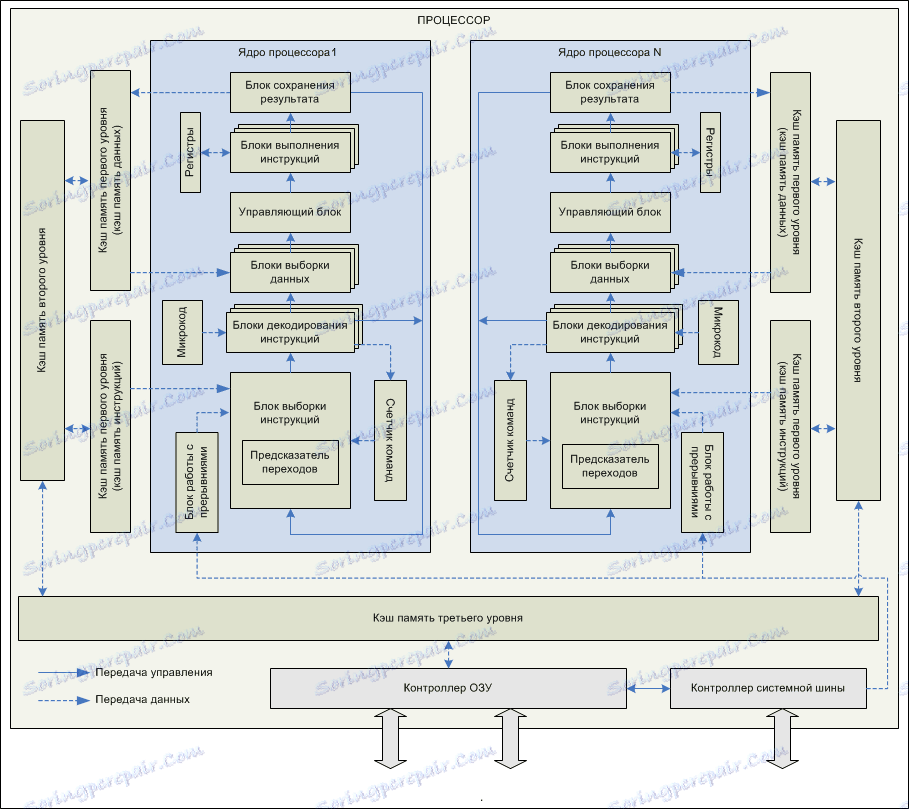 ПРОЦЕССОР
Ядро процессора1
Блок сохранения
результата
Блоки выполнения
инструкций
Регистры
Управляющий блок
Блоки выборки
данных
Микрокод
Блоки декодирования
инструкций
Блок выборки
инструкций
Предсказатель
переходов
Счетчик команд
Блок работы с
прерывниями
Кэш память первого уровня
(кэш память данных)
Кэш память первого уровня
(кэш память инструкций)
Кэш память второго уровня
Ядро процессора N
Блок сохранения
результата
Блоки выполнения
инструкций
Регистры
Управляющий блок
Блоки выборки
данных
Микрокод
Блоки декодирования
инструкций
Блок выборки
инструкций
Предсказатель
переходов
Счетчик команд
Блок работы с
прерывниями
Кэш память первого уровня
(кэш память данных)
Кэш память первого уровня
(кэш память инструкций)
Кэш память второго уровня
Кэш память третьего уровня
Передача управления
Передача данных
Контроллер ОЗУ
Контроллер системной шины
Soringpcrepair.com